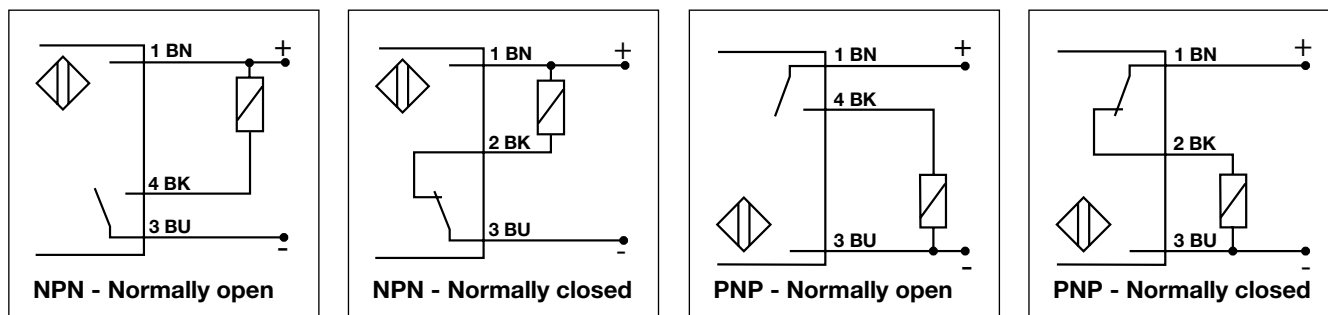 1 BN
+
4 BK
3 BU
-
NPN - Normally open
1 BN
+
2 BK
3 BU
-
NPN - Normally closed
1 BN
+
4 BK
3 BU
-
PNP - Normally open
1 BN
+
2 BK
3 BU
-
PNP - Normally closed